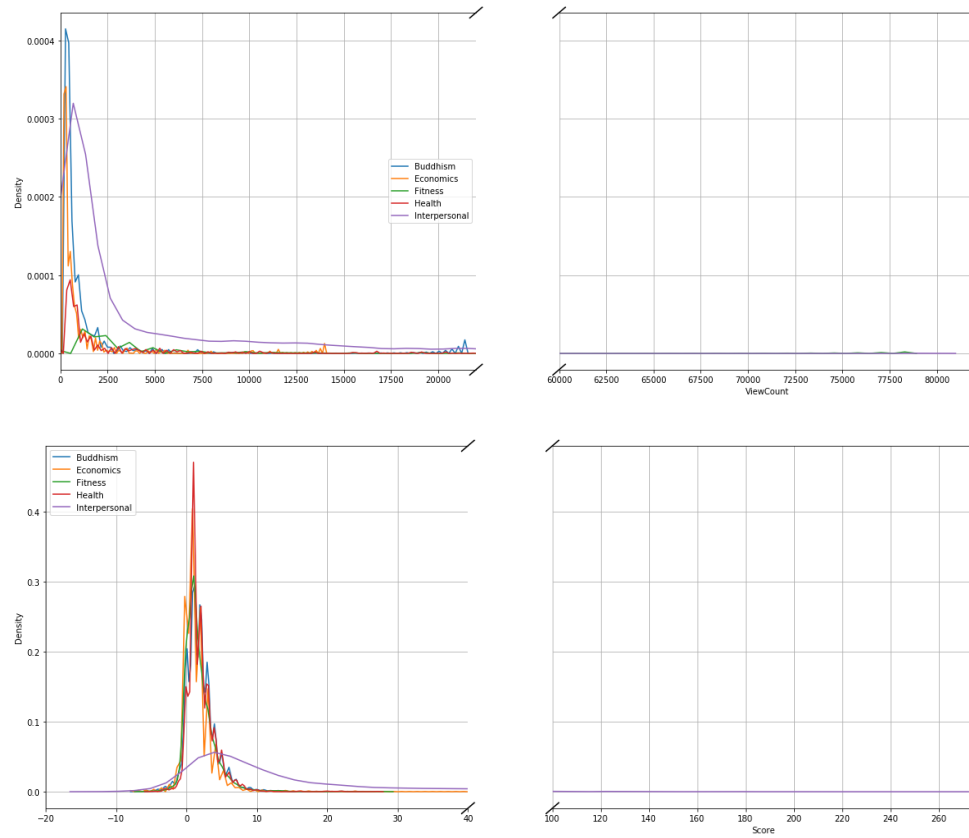 0.0004
0.0003
0.0002
0.0001
0.0000
Density
Buddhism
Economics
Fitness
Health
Interpersonal
0 2500 5000 7500 10000 12500 15000 17500 20000
60000 62500 65000 67500 70000 72500 75000 77500 80000
ViewCount
0.4
0.3
0.2
0.1
0.0
Density
Buddhism
Economics
Fitness
Health
Interpersonal
−20 −10 0 10 20 30 40
100 120 140 160 180 200 220 240 260
Score